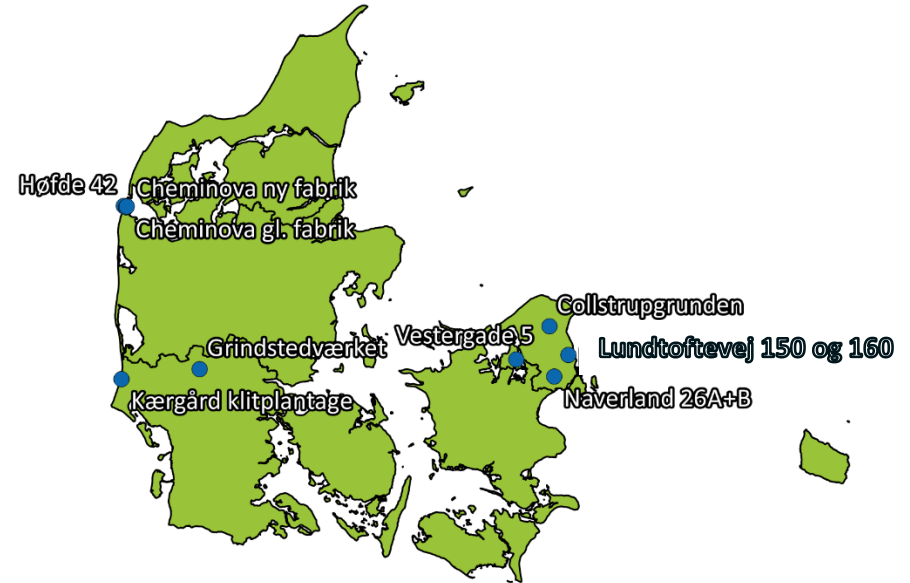 Høfde 42
Cheminova ny fabrik
Cheminova gl. fabrik
Collstrupgrunden
Vestergade 5
Lundtoftevej 150 og 160
Grindstedværket
Naverland 26A+B
Kærgård klitplantage